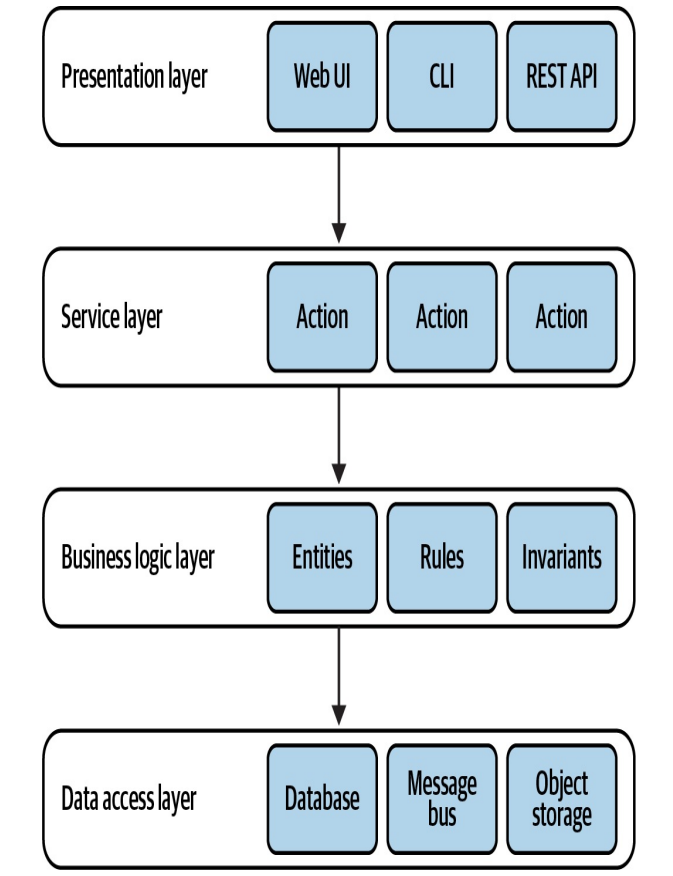 Presentation layer
Web UI
CLI
REST API
Service layer
Action
Action
Action
Business logic layer
Entities
Rules
Invariants
Data access layer
Database
Message
bus
Object
storage